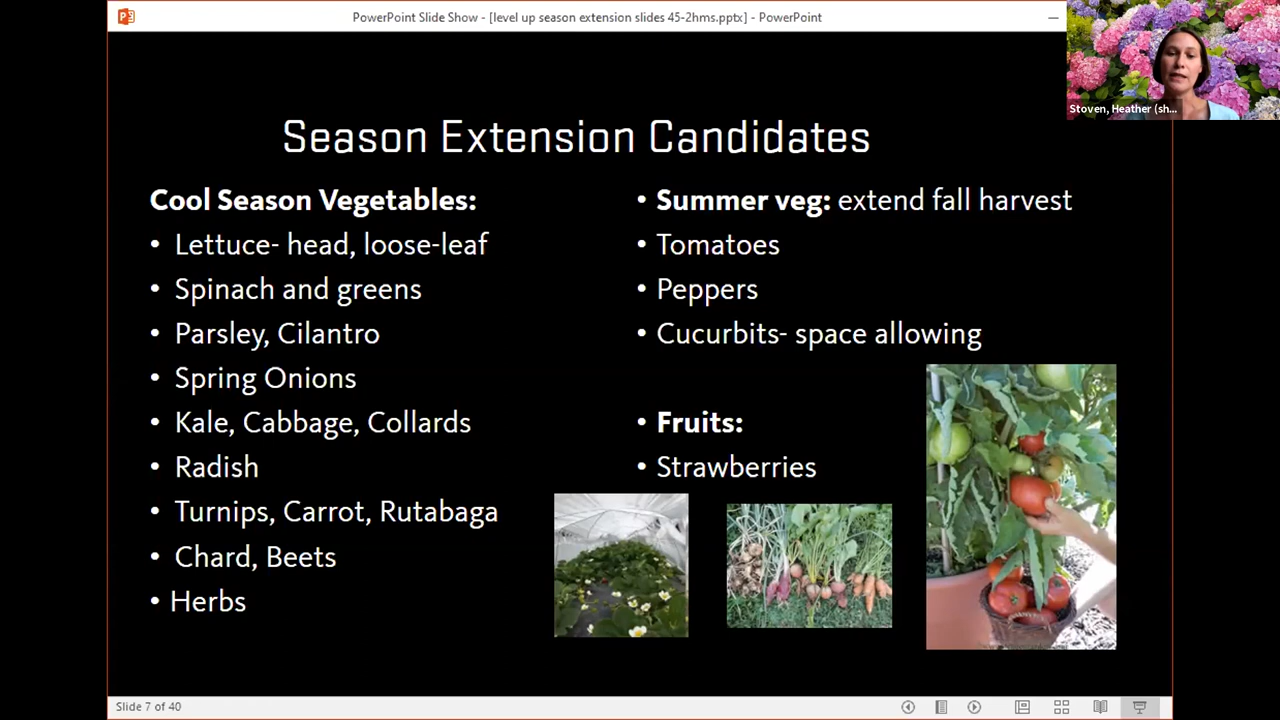 PowerPoint Slide Show - [level up season extension slides 45-2hms.pptx] - PowerPoint
Stoven, Heather (sh...
Season Extension Candidates
Cool Season Vegetables:
• Lettuce- head, loose-leaf
• Spinach and greens
• Parsley, Cilantro
• Spring Onions
• Kale, Cabbage, Collards
• Radish
• Turnips, Carrot, Rutabaga
• Chard, Beets
• Herbs
• Summer veg: extend fall harvest
• Tomatoes
• Peppers
• Cucurbits- space allowing
• Fruits:
• Strawberries
Slide 7 of 40